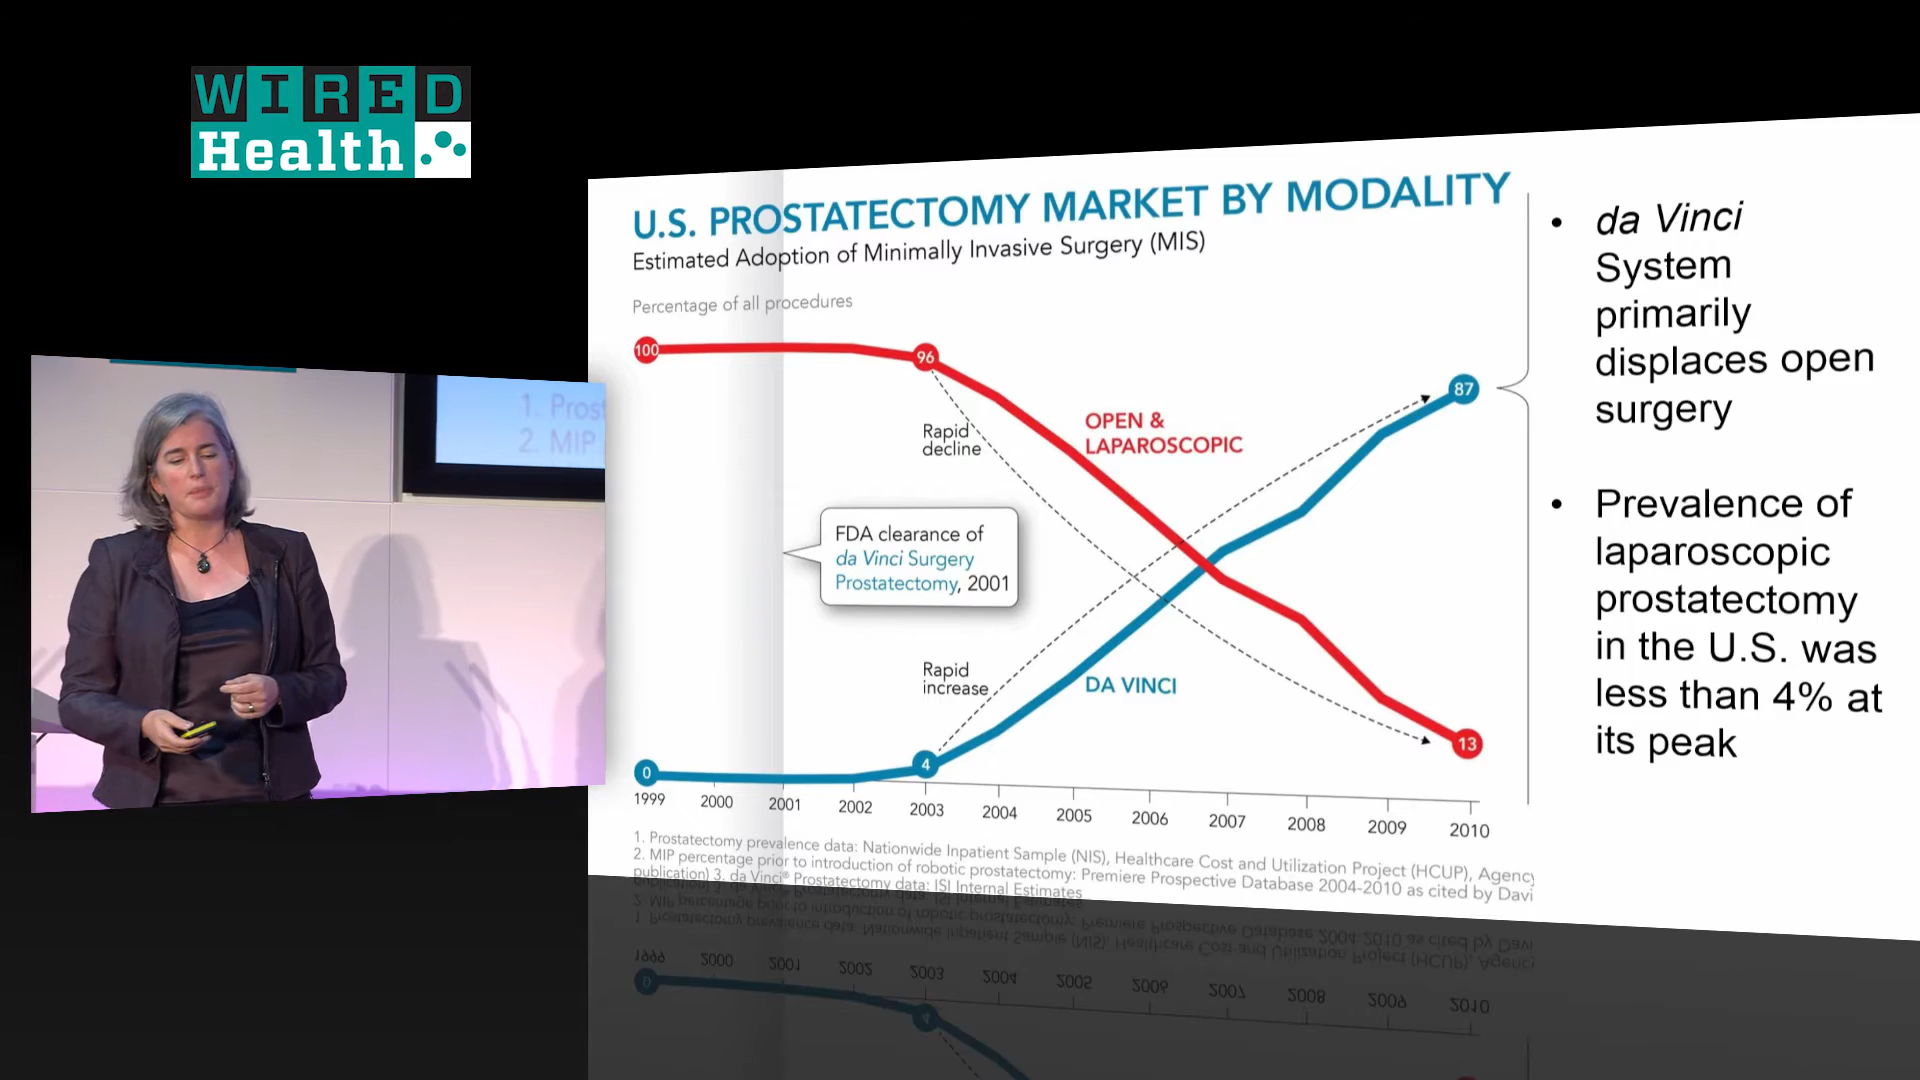 WIRED
Health
1. Prost
2. MIP
U.S. PROSTATECTOMY MARKET BY MODALITY
Estimated Adoption of Minimally Invasive Surgery (MIS)
Percentage of all procedures
100
96
Rapid
decline
OPEN &
LAPAROSCOPIC
87
FDA clearance of
da Vinci Surgery
Prostatectomy, 2001
Rapid
increase
DA VINCI
13
0
4
1999 2000 2001 2002 2003 2004 2005 2006 2007 2008 2009 2010
1. Prostatectomy prevalence data: Nationwide Inpatient Sample (NIS), Healthcare Cost and Utilization Project (HCUP), Agency
2. MIP percentage prior to introduction of robotic prostatectomy: Premiere Prospective Database 2004-2010 as cited by Davi
publication) 3. da Vinci® Prostatectomy data: ISI Internal Estimates
• da Vinci
System
primarily
displaces open
surgery
• Prevalence of
laparoscopic
prostatectomy
in the U.S. was
less than 4% at
its peak